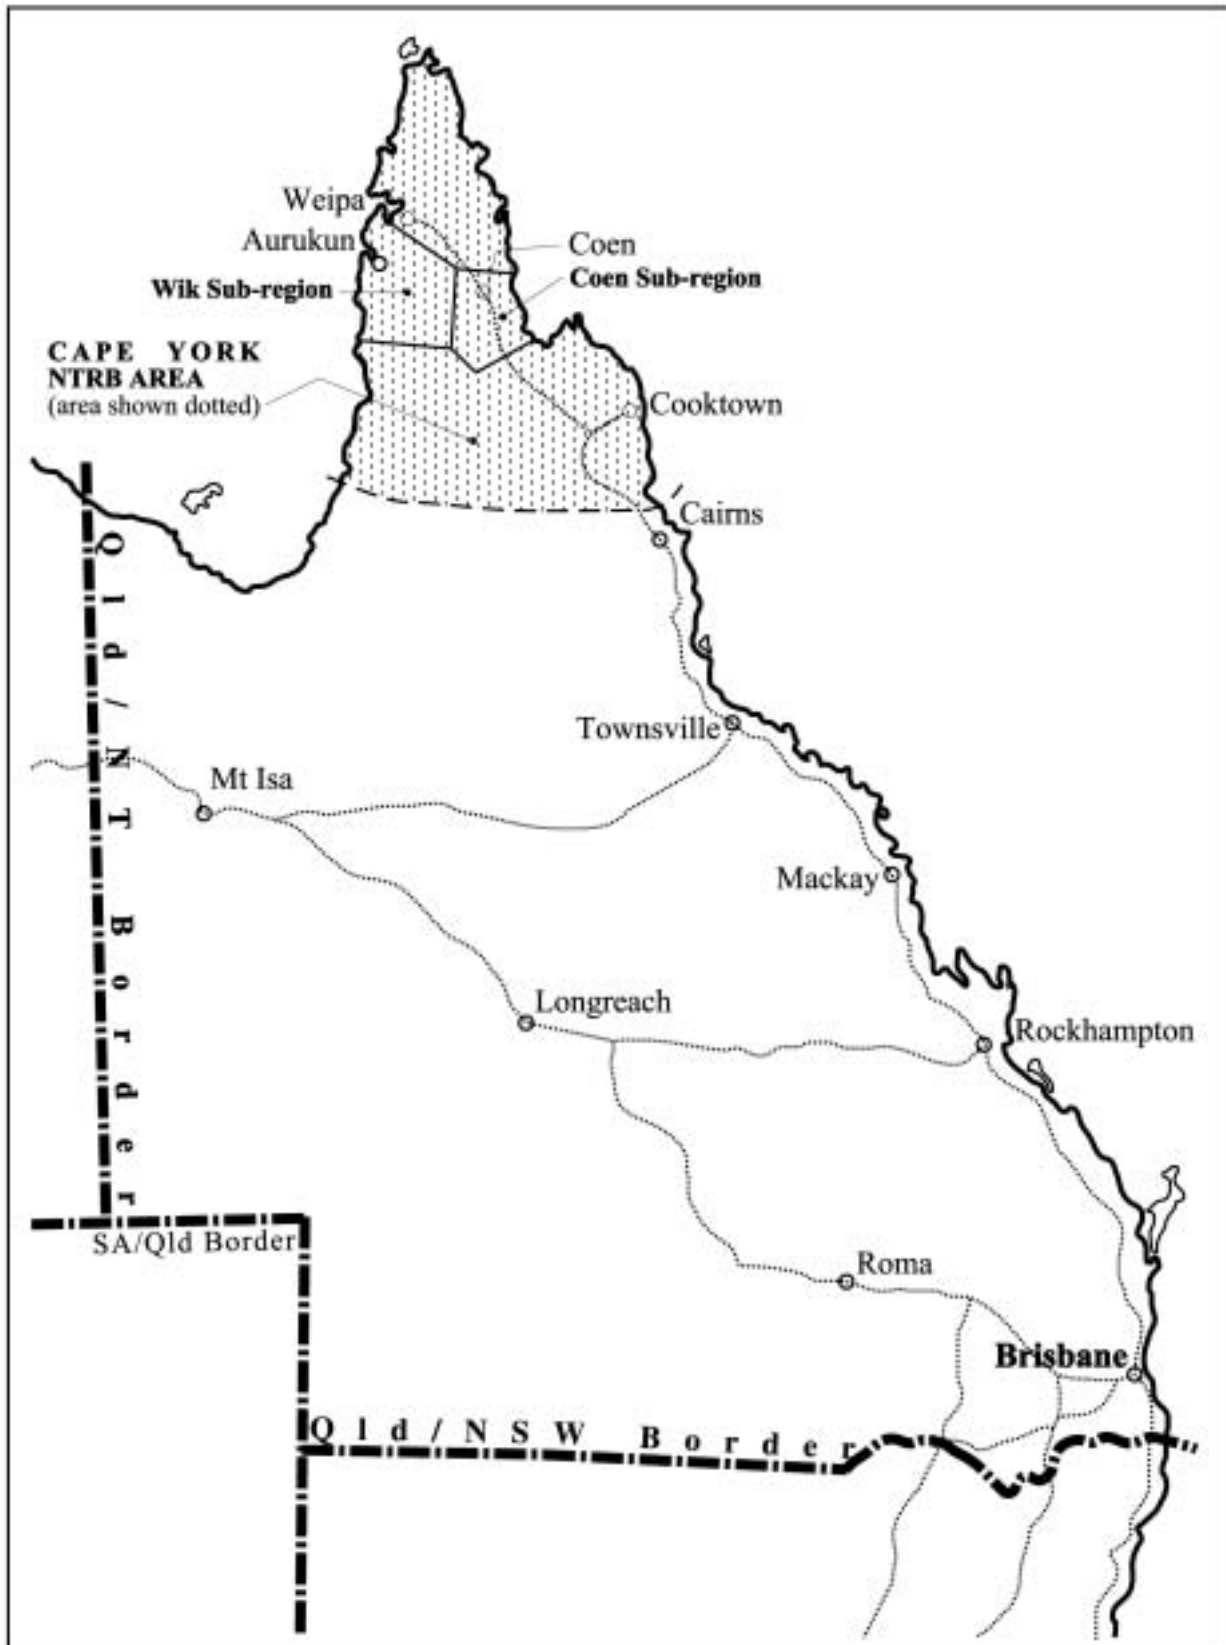 Weipa
Aurukun
Coen
Wik Sub-region
Coen Sub-region
CAPE YORK
NTRB AREA
(area shown dotted)
Cooktown
Cairns
Qld/NT Border
Townsville
Mt Isa
Mackay
Longreach
Rockhampton
SA/Qld Border
Roma
Brisbane
Qld/NSW Border